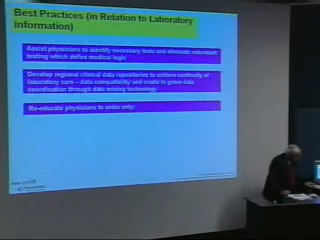 Best Practices (in Relation to Laboratory
Information)
Assist physicians to identify necessary tests and eliminate redundant
testing which defies medical logic
Develop regional clinical data repositories to achieve continuity of
laboratory care – data compatibility and cradle to grave data
coordination through data mining technology
Re-educate physicians to order only: